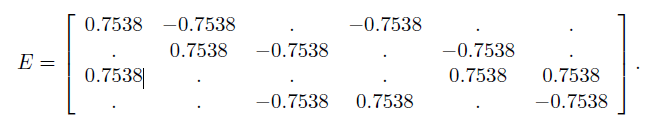 0.7538 −0.7538 . −0.7538 . .
. 0.7538 −0.7538 . −0.7538 .
E =
0.7538 . . . 0.7538 0.7538
. . −0.7538 0.7538 . −0.7538
.